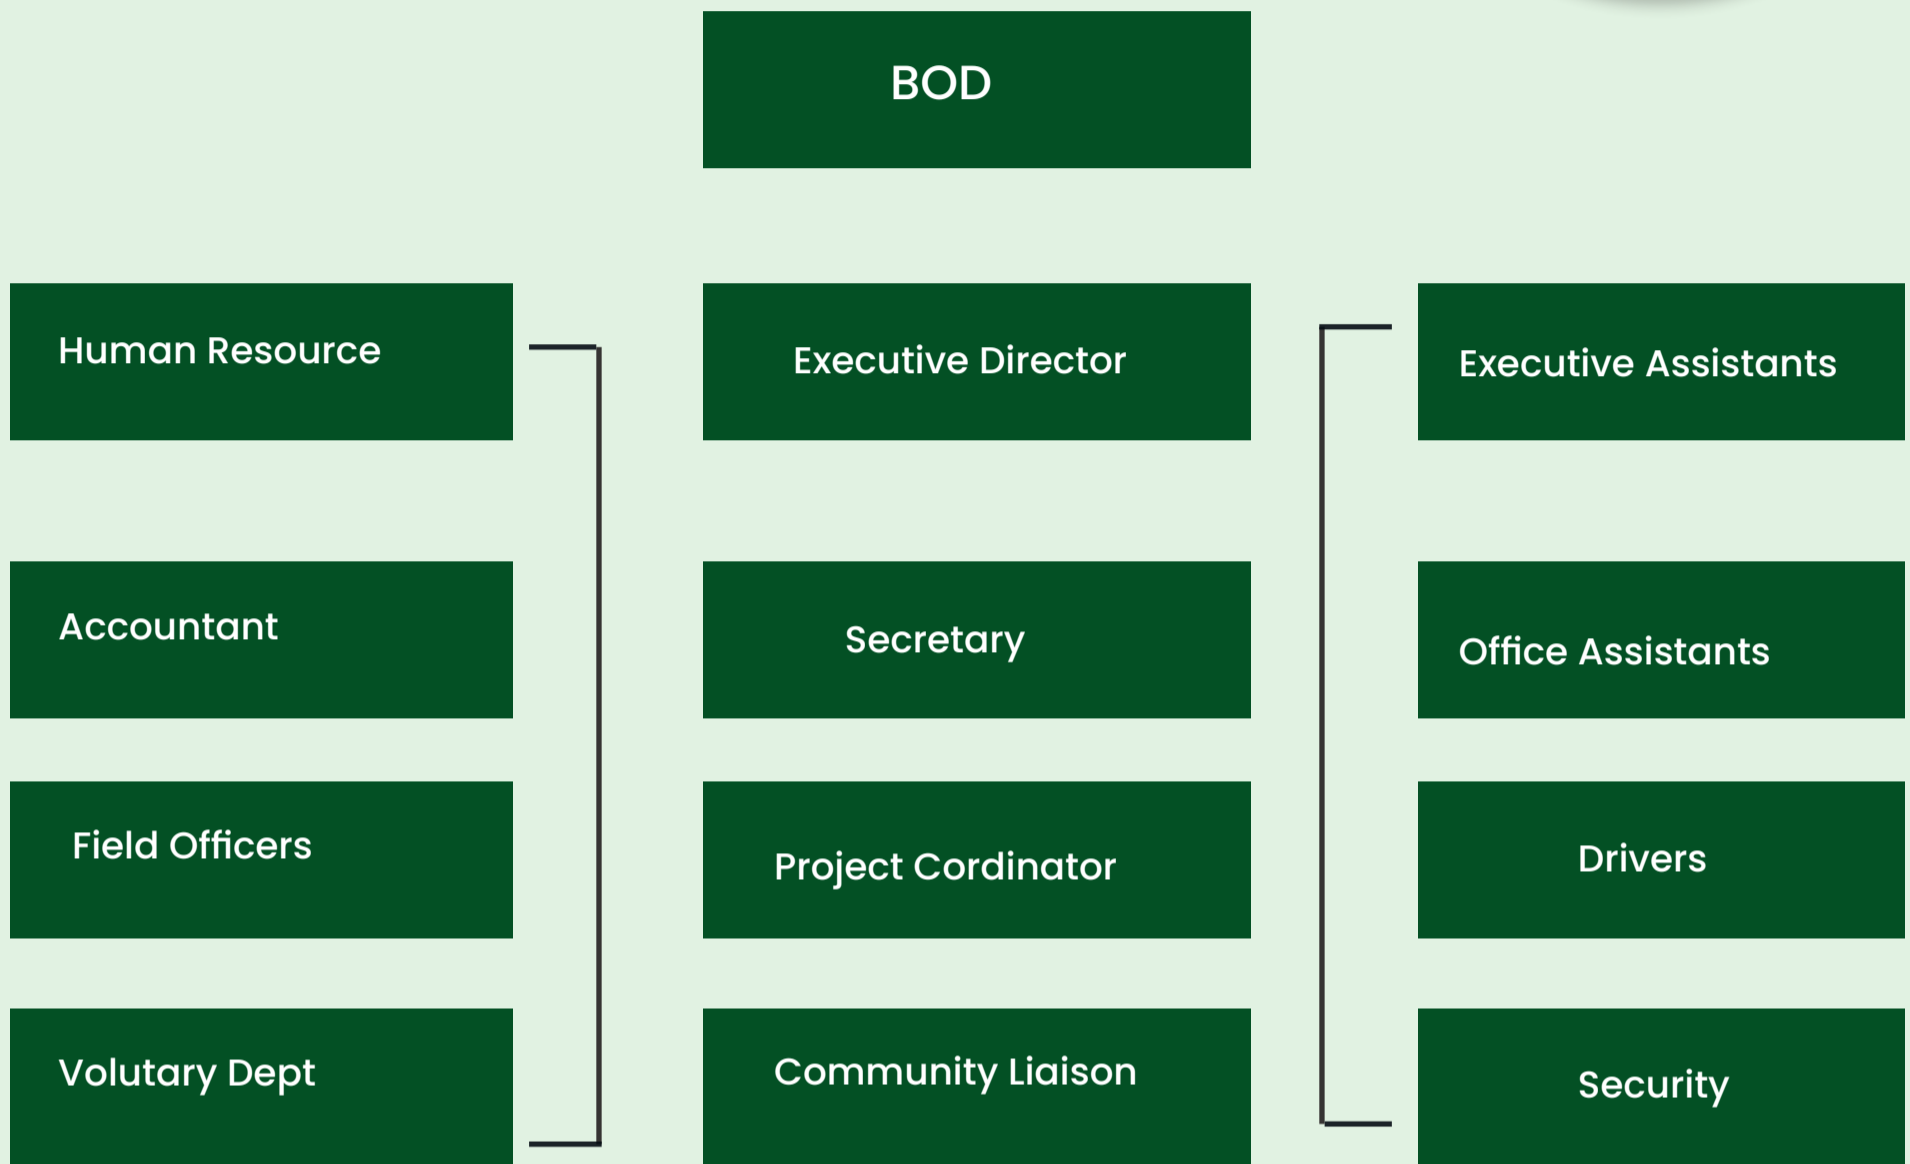 BOD
Human Resource
Executive Director
Executive Assistants
Accountant
Secretary
Office Assistants
Field Officers
Project Cordinator
Drivers
Volutary Dept
Community Liaison
Security